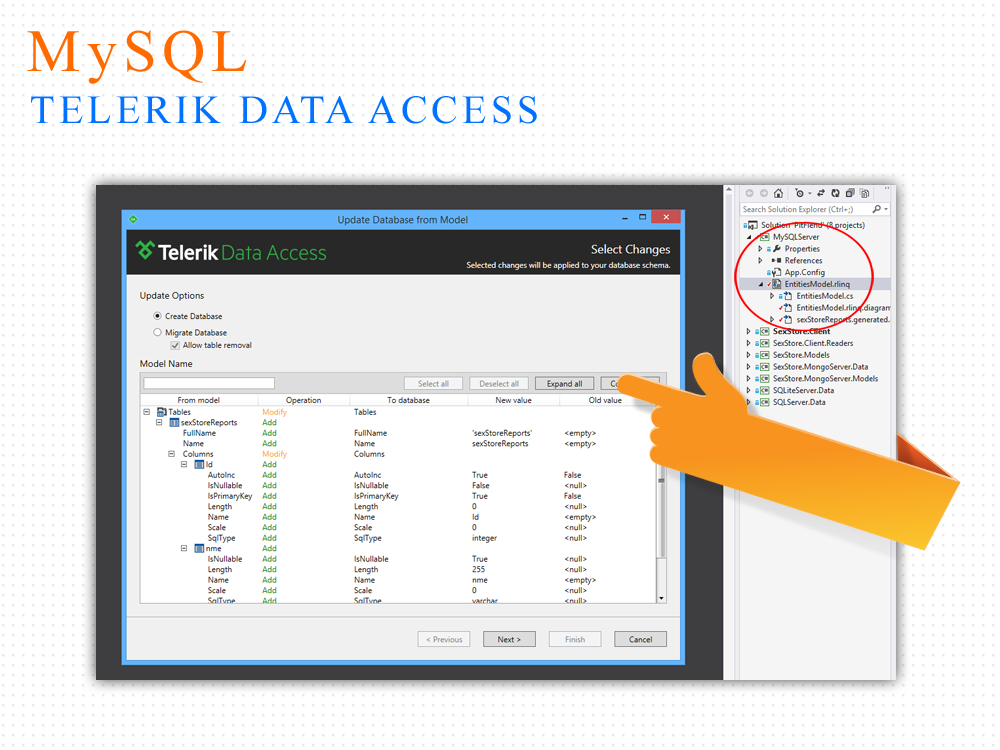 MySQL
TELERIK DATA ACCESS
Update Database from Model
Telerik Data Access
Select Changes
Selected changes will be applied to your database schema.
Update Options
Create Database
Migrate Database
Allow table removal
Model Name
Select all Deselect all Expand all
From model Operation To database New value Old value
Tables Modify Tables
sexStoreReports Add
FullName Add FullName 'sexStoreReports' <empty>
Name Add Name sexStoreReports <empty>
Columns Modify Columns
Id Add
AutoInc Add AutoInc True False
IsNullable Add IsNullable False <null>
IsPrimaryKey Add IsPrimaryKey True False
Length Add Length 0 <null>
Name Add Name Id <empty>
Scale Add Scale 0 <null>
SqlType Add SqlType integer <null>
nme Add
IsNullable Add IsNullable True <null>
Length Add Length 255 <null>
Name Add Name nme <empty>
Scale Add Scale 0 <null>
SqlType Add SqlType varchar <null>
< Previous Next > Finish Cancel
Search Solution Explorer (Ctrl+;)
Solution 'PitFiend' (8 projects)
MySQLServer
Properties
References
App.Config
EntitiesModel.rlinq
EntitiesModel.cs
EntitiesModel.rlinq.diagram
sexStoreReports.generated.
SexStore.Client
SexStore.Client.Readers
SexStore.Models
SexStore.MongoServer.Data
SexStore.MongoServer.Models
SQLiteServer.Data
SQLServer.Data